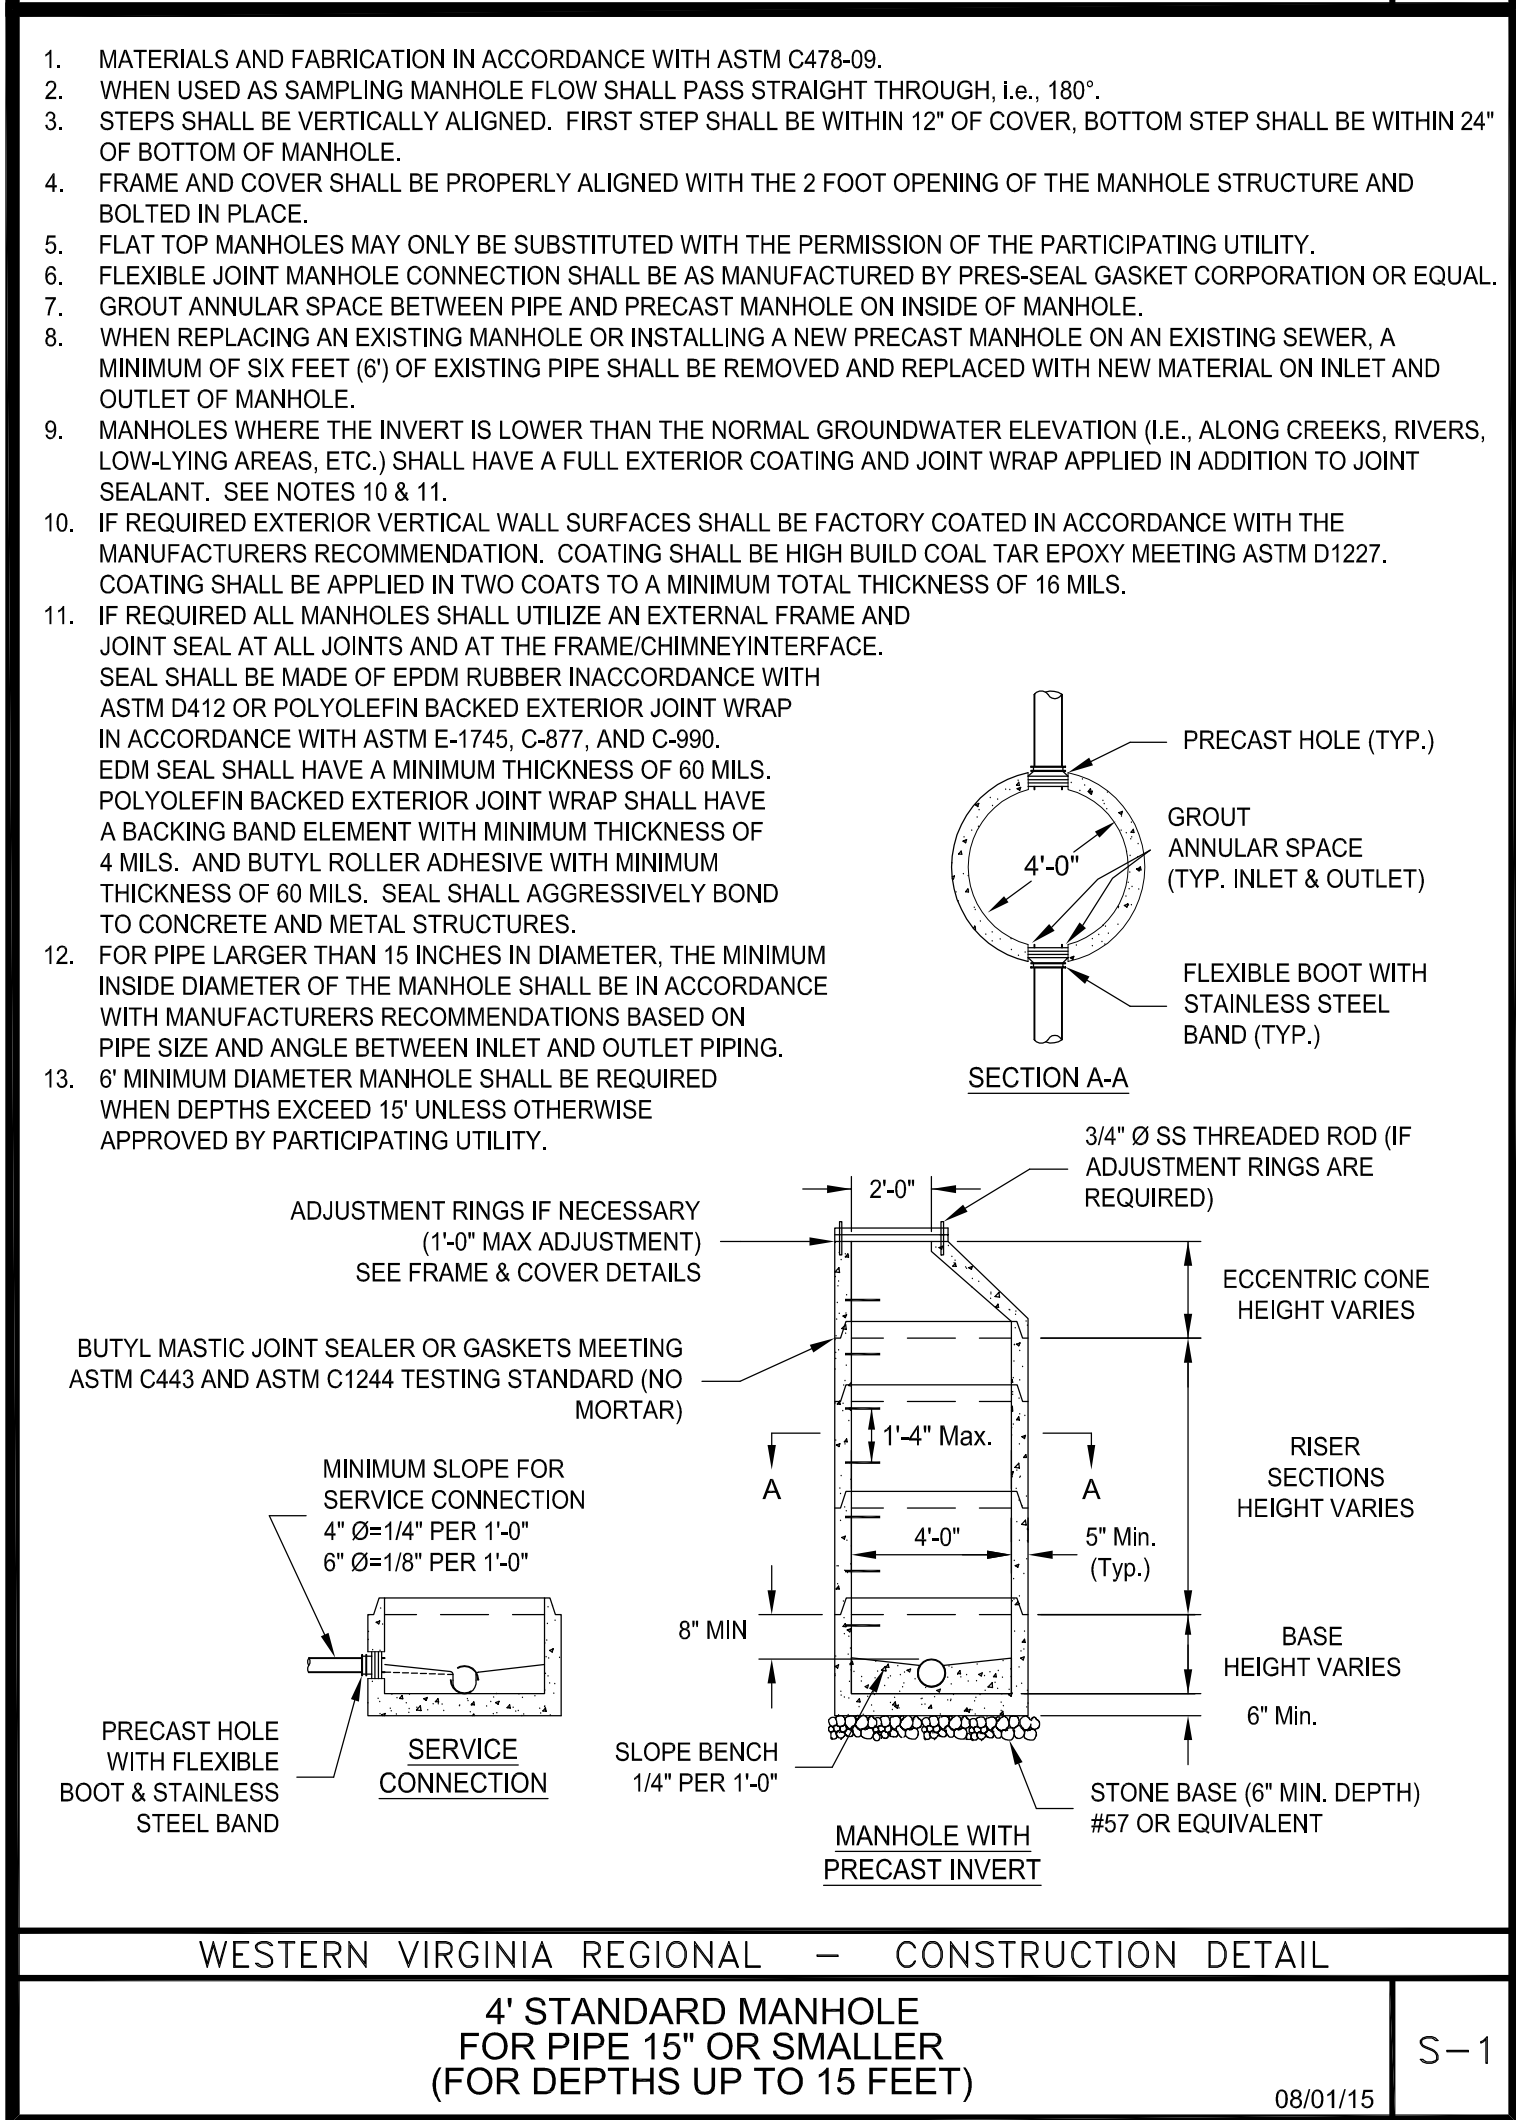 1. MATERIALS AND FABRICATION IN ACCORDANCE WITH ASTM C478-09.
2. WHEN USED AS SAMPLING MANHOLE FLOW SHALL PASS STRAIGHT THROUGH, i.e., 180°.
3. STEPS SHALL BE VERTICALLY ALIGNED. FIRST STEP SHALL BE WITHIN 12" OF COVER, BOTTOM STEP SHALL BE WITHIN 24"
OF BOTTOM OF MANHOLE.
4. FRAME AND COVER SHALL BE PROPERLY ALIGNED WITH THE 2 FOOT OPENING OF THE MANHOLE STRUCTURE AND
BOLTED IN PLACE.
5. FLAT TOP MANHOLES MAY ONLY BE SUBSTITUTED WITH THE PERMISSION OF THE PARTICIPATING UTILITY.
6. FLEXIBLE JOINT MANHOLE CONNECTION SHALL BE AS MANUFACTURED BY PRES-SEAL GASKET CORPORATION OR EQUAL.
7. GROUT ANNULAR SPACE BETWEEN PIPE AND PRECAST MANHOLE ON INSIDE OF MANHOLE.
8. WHEN REPLACING AN EXISTING MANHOLE OR INSTALLING A NEW PRECAST MANHOLE ON AN EXISTING SEWER, A
MINIMUM OF SIX FEET (6') OF EXISTING PIPE SHALL BE REMOVED AND REPLACED WITH NEW MATERIAL ON INLET AND
OUTLET OF MANHOLE.
9. MANHOLES WHERE THE INVERT IS LOWER THAN THE NORMAL GROUNDWATER ELEVATION (I.E., ALONG CREEKS, RIVERS,
LOW-LYING AREAS, ETC.) SHALL HAVE A FULL EXTERIOR COATING AND JOINT WRAP APPLIED IN ADDITION TO JOINT
SEALANT. SEE NOTES 10 & 11.
10. IF REQUIRED EXTERIOR VERTICAL WALL SURFACES SHALL BE FACTORY COATED IN ACCORDANCE WITH THE
MANUFACTURERS RECOMMENDATION. COATING SHALL BE HIGH BUILD COAL TAR EPOXY MEETING ASTM D1227.
COATING SHALL BE APPLIED IN TWO COATS TO A MINIMUM TOTAL THICKNESS OF 16 MILS.
11. IF REQUIRED ALL MANHOLES SHALL UTILIZE AN EXTERNAL FRAME AND
JOINT SEAL AT ALL JOINTS AND AT THE FRAME/CHIMNEYINTERFACE.
SEAL SHALL BE MADE OF EPDM RUBBER INACCORDANCE WITH
ASTM D412 OR POLYOLEFIN BACKED EXTERIOR JOINT WRAP
IN ACCORDANCE WITH ASTM E-1745, C-877, AND C-990.
EDM SEAL SHALL HAVE A MINIMUM THICKNESS OF 60 MILS.
POLYOLEFIN BACKED EXTERIOR JOINT WRAP SHALL HAVE
A BACKING BAND ELEMENT WITH MINIMUM THICKNESS OF
4 MILS. AND BUTYL ROLLER ADHESIVE WITH MINIMUM
THICKNESS OF 60 MILS. SEAL SHALL AGGRESSIVELY BOND
TO CONCRETE AND METAL STRUCTURES.
12. FOR PIPE LARGER THAN 15 INCHES IN DIAMETER, THE MINIMUM
INSIDE DIAMETER OF THE MANHOLE SHALL BE IN ACCORDANCE
WITH MANUFACTURERS RECOMMENDATIONS BASED ON
PIPE SIZE AND ANGLE BETWEEN INLET AND OUTLET PIPING.
13. 6' MINIMUM DIAMETER MANHOLE SHALL BE REQUIRED
WHEN DEPTHS EXCEED 15' UNLESS OTHERWISE
APPROVED BY PARTICIPATING UTILITY.
PRECAST HOLE (TYP.)
GROUT
ANNULAR SPACE
(TYP. INLET & OUTLET)
4'-0"
FLEXIBLE BOOT WITH
STAINLESS STEEL
BAND (TYP.)
SECTION A-A
3/4" Ø SS THREADED ROD (IF
ADJUSTMENT RINGS ARE
REQUIRED)
2'-0"
ADJUSTMENT RINGS IF NECESSARY
(1'-0" MAX ADJUSTMENT)
SEE FRAME & COVER DETAILS
ECCENTRIC CONE
HEIGHT VARIES
BUTYL MASTIC JOINT SEALER OR GASKETS MEETING
ASTM C443 AND ASTM C1244 TESTING STANDARD (NO
MORTAR)
1'-4" Max.
A
A
RISER
SECTIONS
HEIGHT VARIES
MINIMUM SLOPE FOR
SERVICE CONNECTION
4" Ø=1/4" PER 1'-0"
6" Ø=1/8" PER 1'-0"
4'-0"
5" Min.
(Typ.)
8" MIN
BASE
HEIGHT VARIES
6" Min.
PRECAST HOLE
WITH FLEXIBLE
BOOT & STAINLESS
STEEL BAND
SERVICE
CONNECTION
SLOPE BENCH
1/4" PER 1'-0"
STONE BASE (6" MIN. DEPTH)
#57 OR EQUIVALENT
MANHOLE WITH
PRECAST INVERT
WESTERN VIRGINIA REGIONAL - CONSTRUCTION DETAIL
4' STANDARD MANHOLE
FOR PIPE 15" OR SMALLER
(FOR DEPTHS UP TO 15 FEET)
08/01/15
S-1